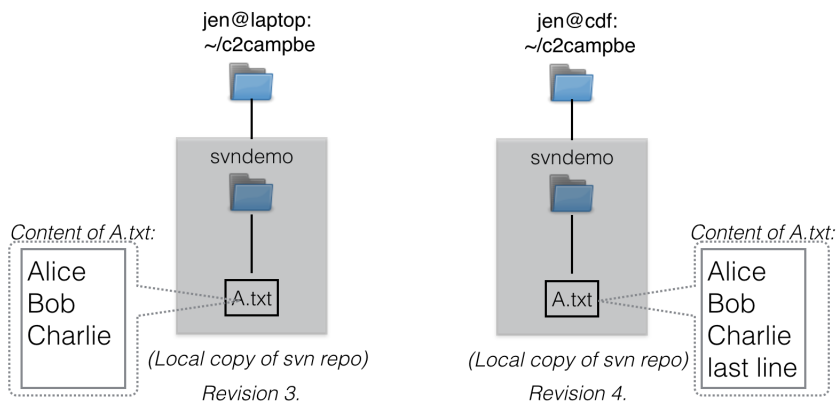 jen@laptop:
~/c2campbe
svndemo
Content of A.txt:
Alice
Bob
Charlie
A.txt
(Local copy of svn repo)
Revision 3.
jen@cdf:
~/c2campbe
svndemo
Content of A.txt:
Alice
Bob
Charlie
last line
A.txt
(Local copy of svn repo)
Revision 4.